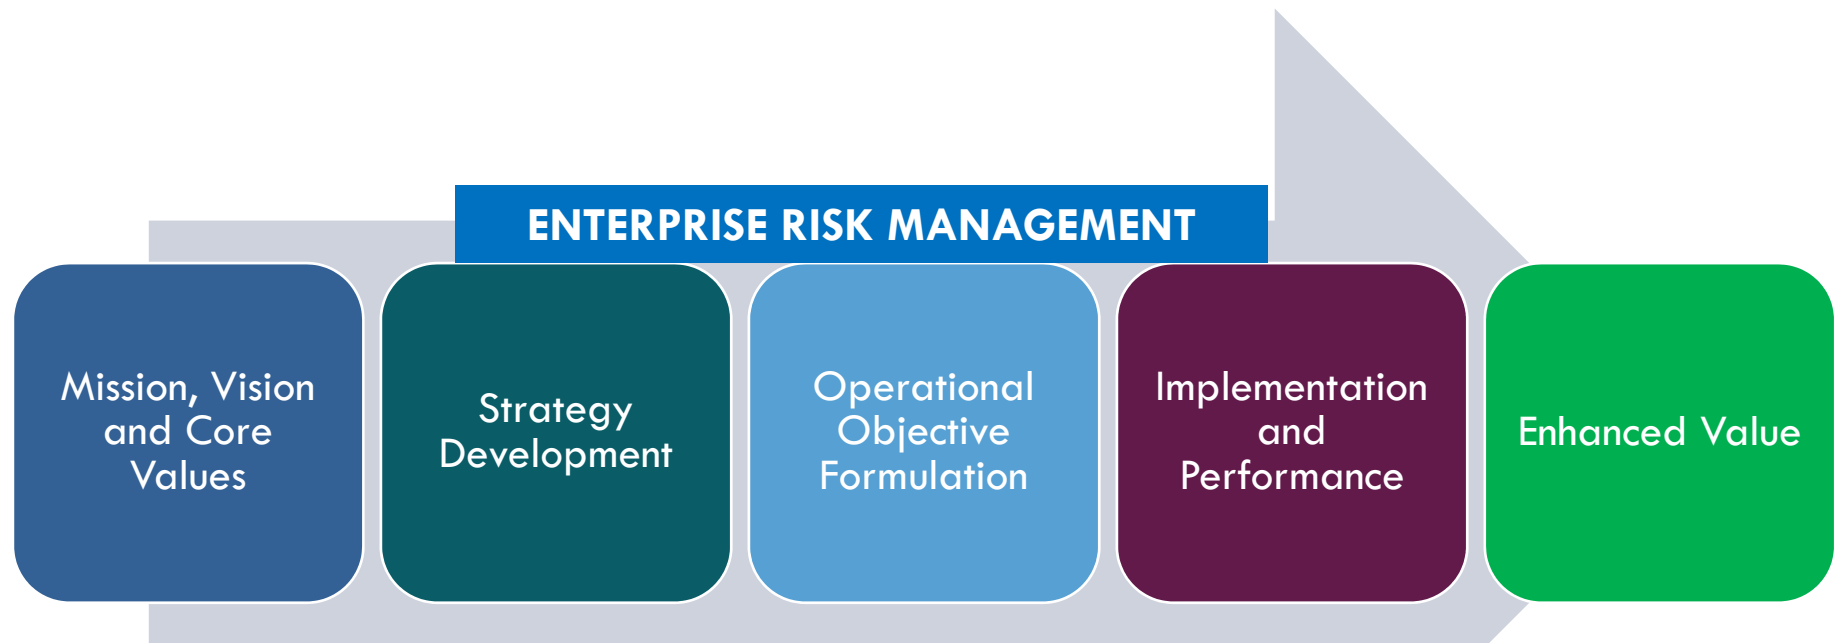 ENTERPRISE RISK MANAGEMENT
Mission, Vision
and Core
Values
Strategy
Development
Operational
Objective
Formulation
Implementation
and
Performance
Enhanced Value